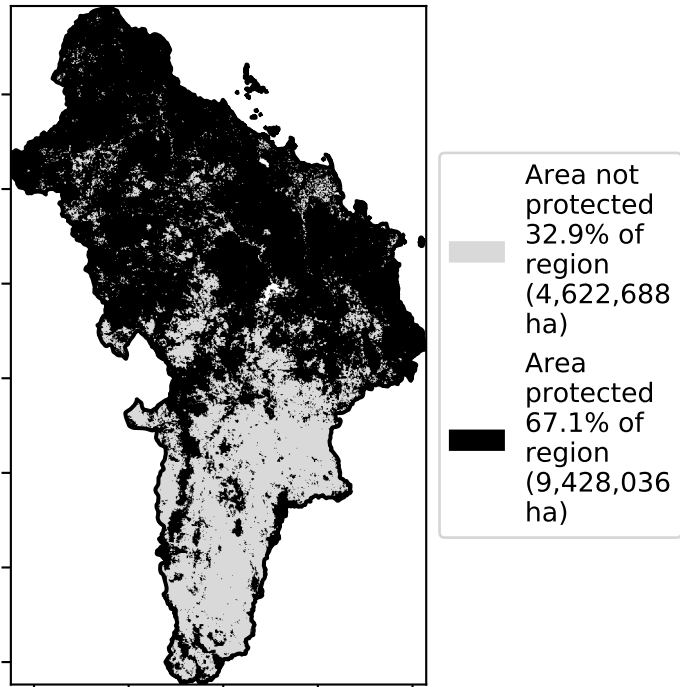 Area not
protected
32.9% of
region
(4,622,688
ha)
Area
protected
67.1% of
region
(9,428,036
ha)